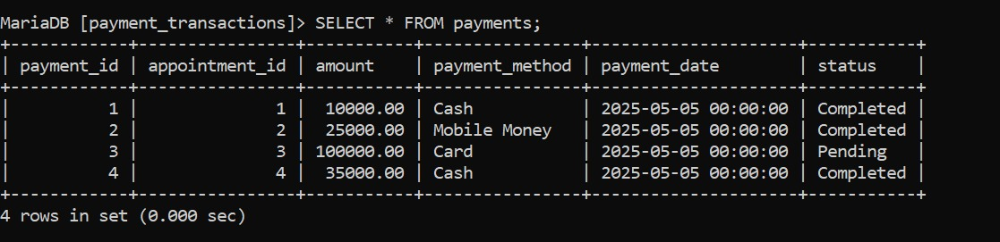 MariaDB [payment_transactions]> SELECT * FROM payments;
+------------+----------------+-----------+----------------+---------------------+-----------+
| payment_id | appointment_id | amount    | payment_method | payment_date        | status    |
+------------+----------------+-----------+----------------+---------------------+-----------+
|          1 |              1 |  10000.00 | Cash           | 2025-05-05 00:00:00 | Completed |
|          2 |              2 |  25000.00 | Mobile Money   | 2025-05-05 00:00:00 | Completed |
|          3 |              3 | 100000.00 | Card           | 2025-05-05 00:00:00 | Pending   |
|          4 |              4 |  35000.00 | Cash           | 2025-05-05 00:00:00 | Completed |
+------------+----------------+-----------+----------------+---------------------+-----------+
4 rows in set (0.000 sec)